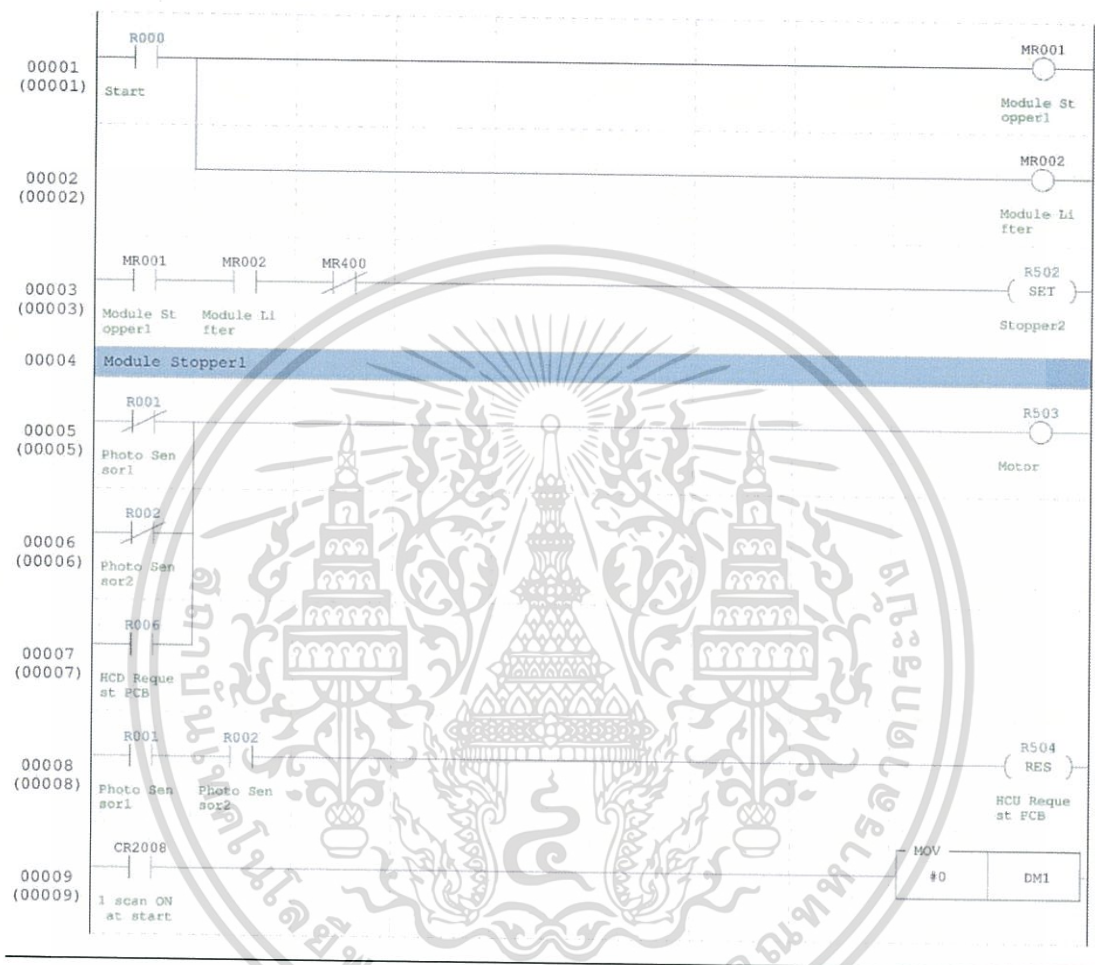 R000
MR001
00001
(00001)
Start
Module St
opper1
MR002
00002
(00002)
Module Li
fter
MR001 MR002 MR400
R502
00003
(00003)
SET
Module St
opper1
Module Li
fter
Stopper2
00004 Module Stopper1
R001
R503
00005
(00005)
Photo Sen
sor1
Motor
R002
00006
(00006)
Photo Sen
sor2
R006
00007
(00007)
HCD Reque
st PCB
R001 R002
R504
00008
(00008)
RES
Photo Sen
sor1
Photo Sen
sor2
HCU Reque
st PCB
CR2008
MOV
00009
(00009)
#0 DM1
1 scan ON
at start